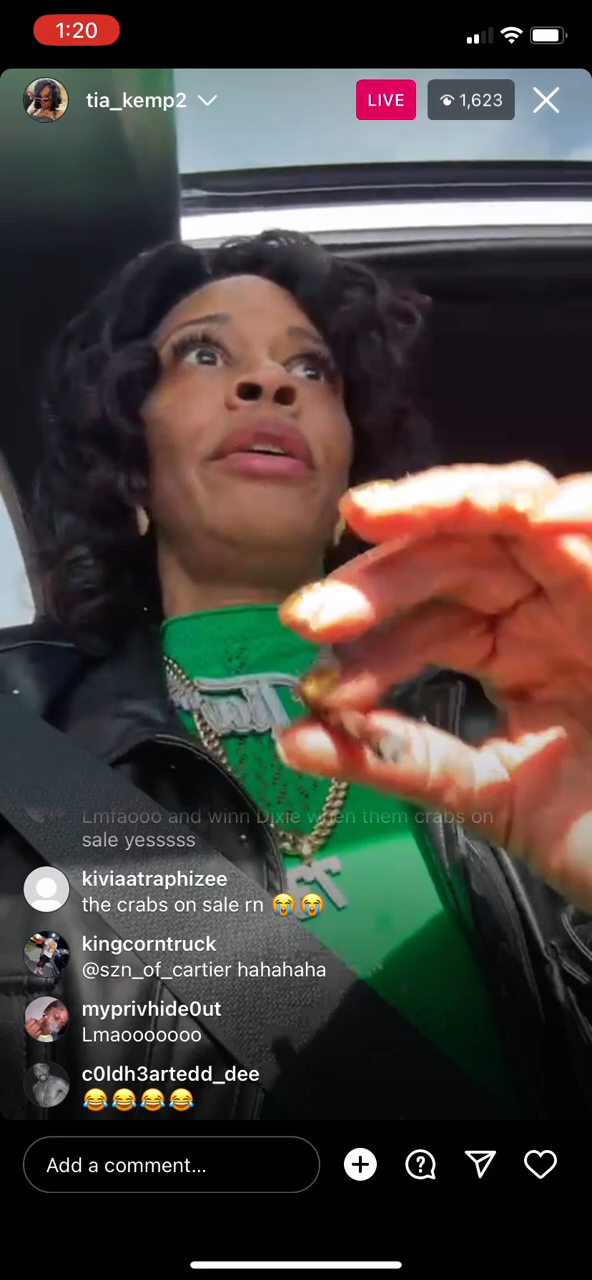 1:20
tia_kemp2
LIVE
1,623
Lmfaooo and winn Dixie when them crabs on
sale yesssss
kiviaatraphizee
the crabs on sale rn 😭😭
kingcorntruck
@szn_of_cartier hahahaha
myprivhide0ut
Lmaooooooo
c0ldh3artedd_dee
😂😂😂😂
Add a comment...